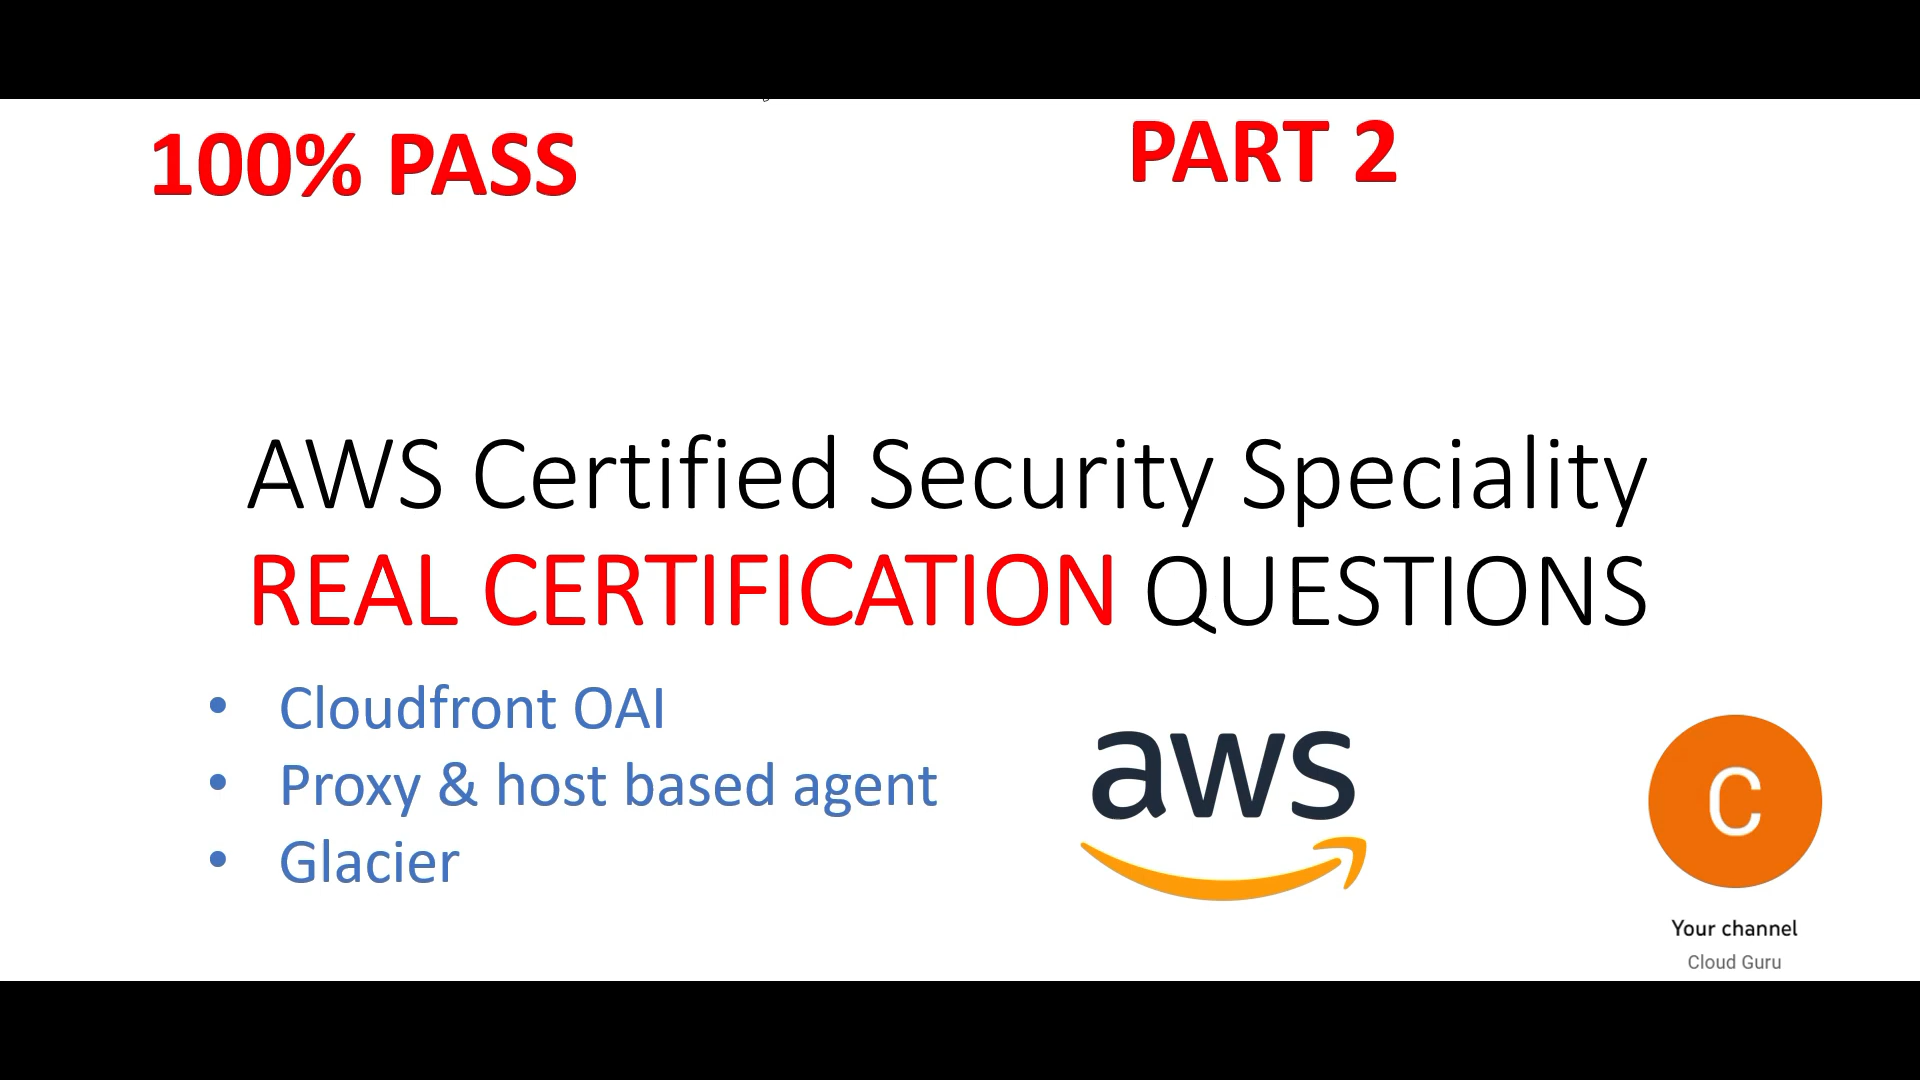 100% PASS
PART 2
AWS Certified Security Speciality
REAL CERTIFICATION QUESTIONS
• Cloudfront OAI
• Proxy & host based agent
• Glacier
aws
C
Your channel
Cloud Guru